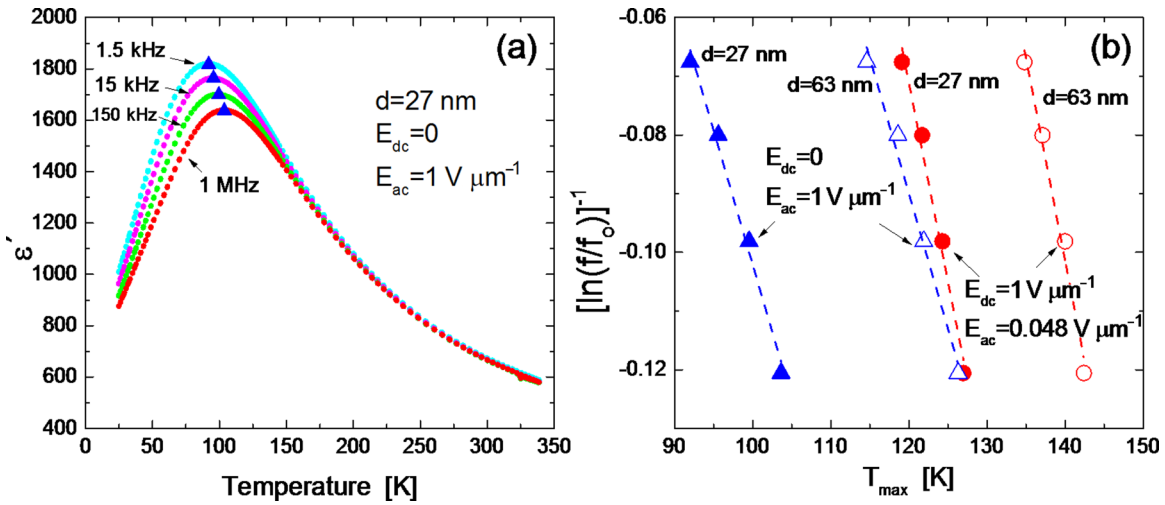 (a)
2000
1800
1600
1400
1200
1000
800
600
400
ε´
1.5 kHz
15 kHz
150 kHz
1 MHz
d=27 nm
E_dc=0
E_ac=1 V μm⁻¹
0 50 100 150 200 250 300 350
Temperature [K]
(b)
-0.06
-0.08
-0.10
-0.12
[ln(f/f_o)]⁻¹
d=27 nm
d=63 nm
d=27 nm
d=63 nm
E_dc=0
E_ac=1 V μm⁻¹
E_dc=1 V μm⁻¹
E_ac=0.048 V μm⁻¹
90 100 110 120 130 140 150
T_max [K]